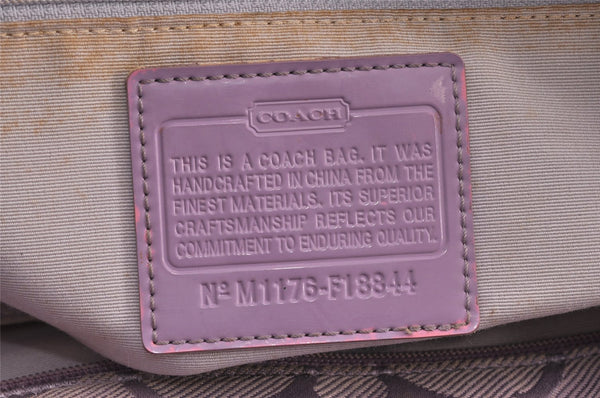 COACH
THIS IS A COACH BAG. IT WAS
HANDCRAFTED IN CHINA FROM THE
FINEST MATERIALS. ITS SUPERIOR
CRAFTSMANSHIP REFLECTS OUR
COMMITMENT TO ENDURING QUALITY.
Nº M1176-F18844